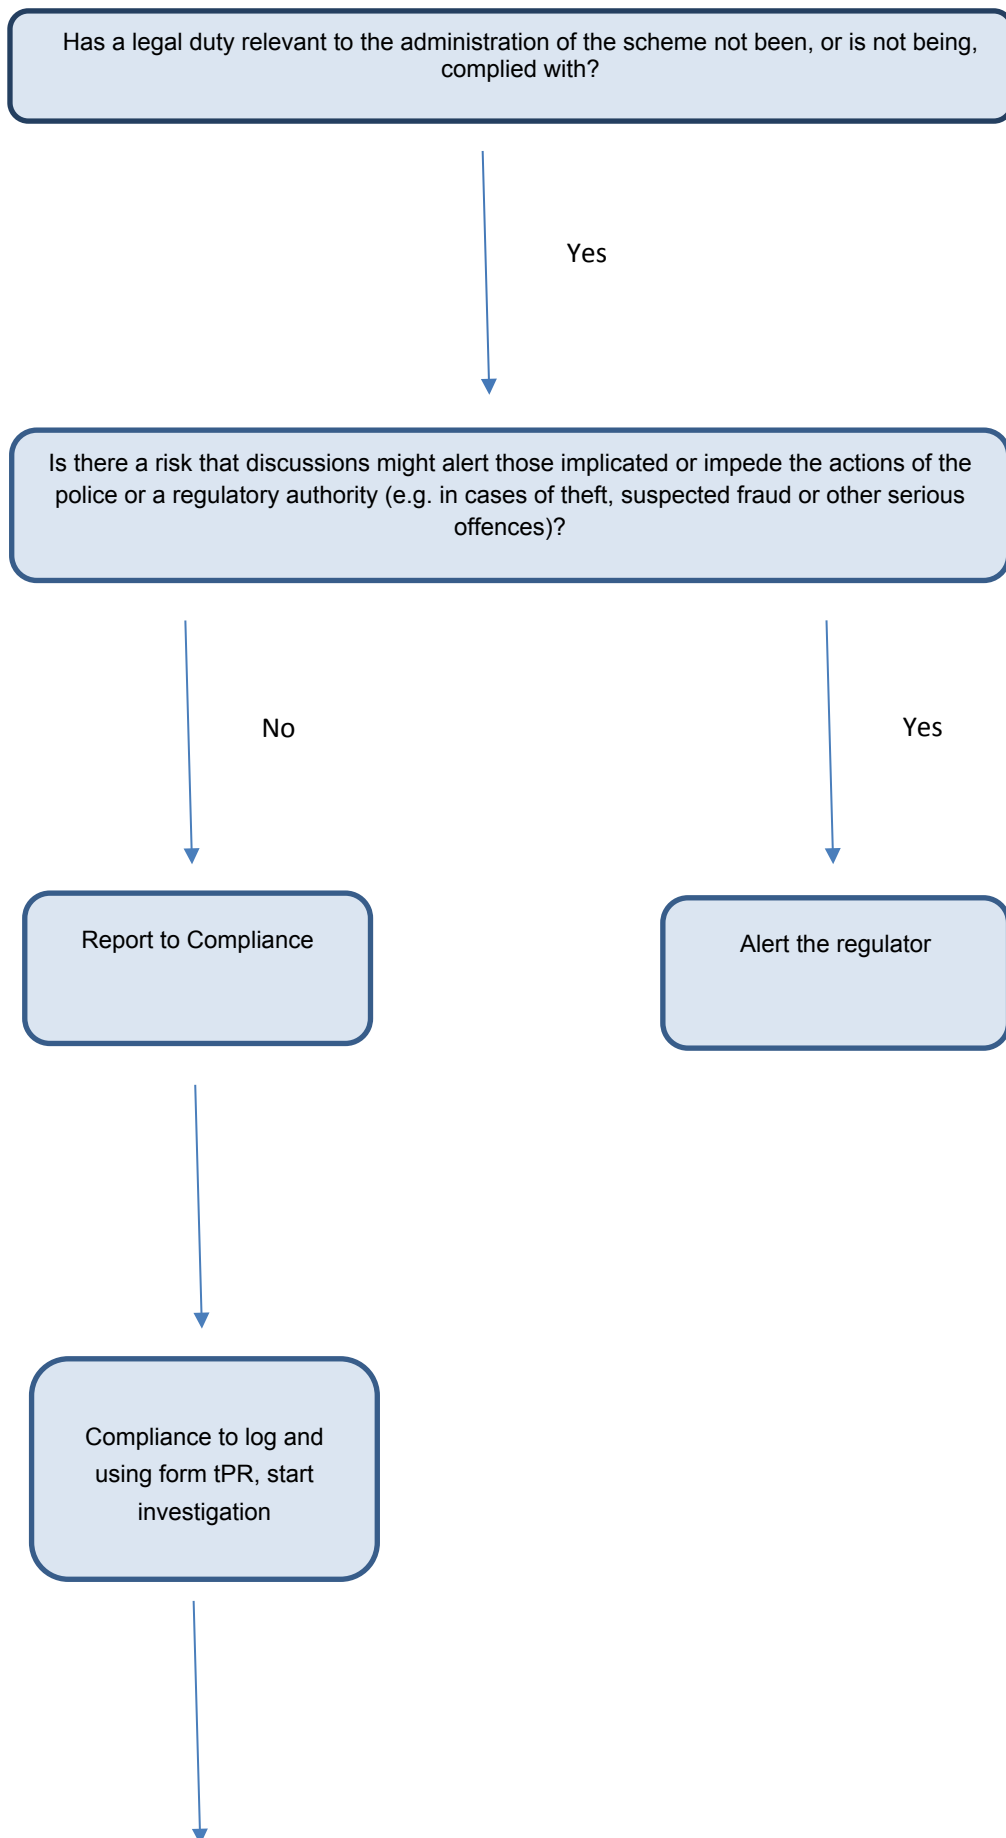 Has a legal duty relevant to the administration of the scheme not been, or is not being,
complied with?
Yes
Is there a risk that discussions might alert those implicated or impede the actions of the
police or a regulatory authority (e.g. in cases of theft, suspected fraud or other serious
offences)?
No
Yes
Report to Compliance
Alert the regulator
Compliance to log and
using form tPR, start
investigation